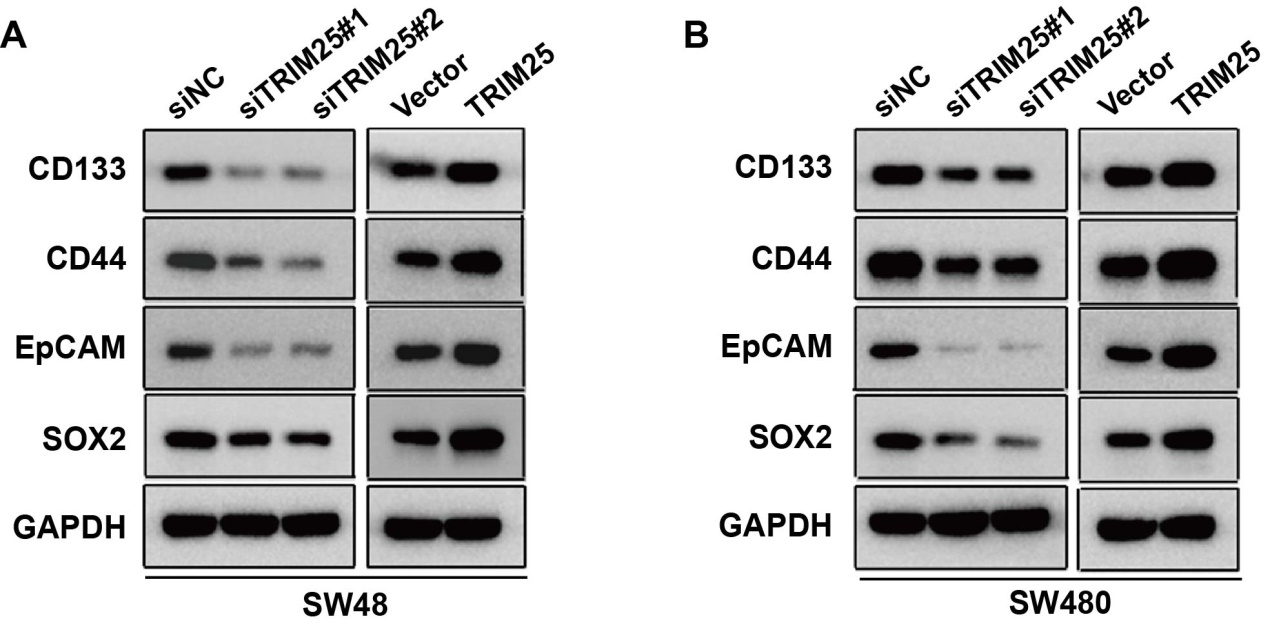 A
siNC siTRIM25#1 siTRIM25#2 Vector TRIM25
CD133
CD44
EpCAM
SOX2
GAPDH
SW48
B
siNC siTRIM25#1 siTRIM25#2 Vector TRIM25
CD133
CD44
EpCAM
SOX2
GAPDH
SW480